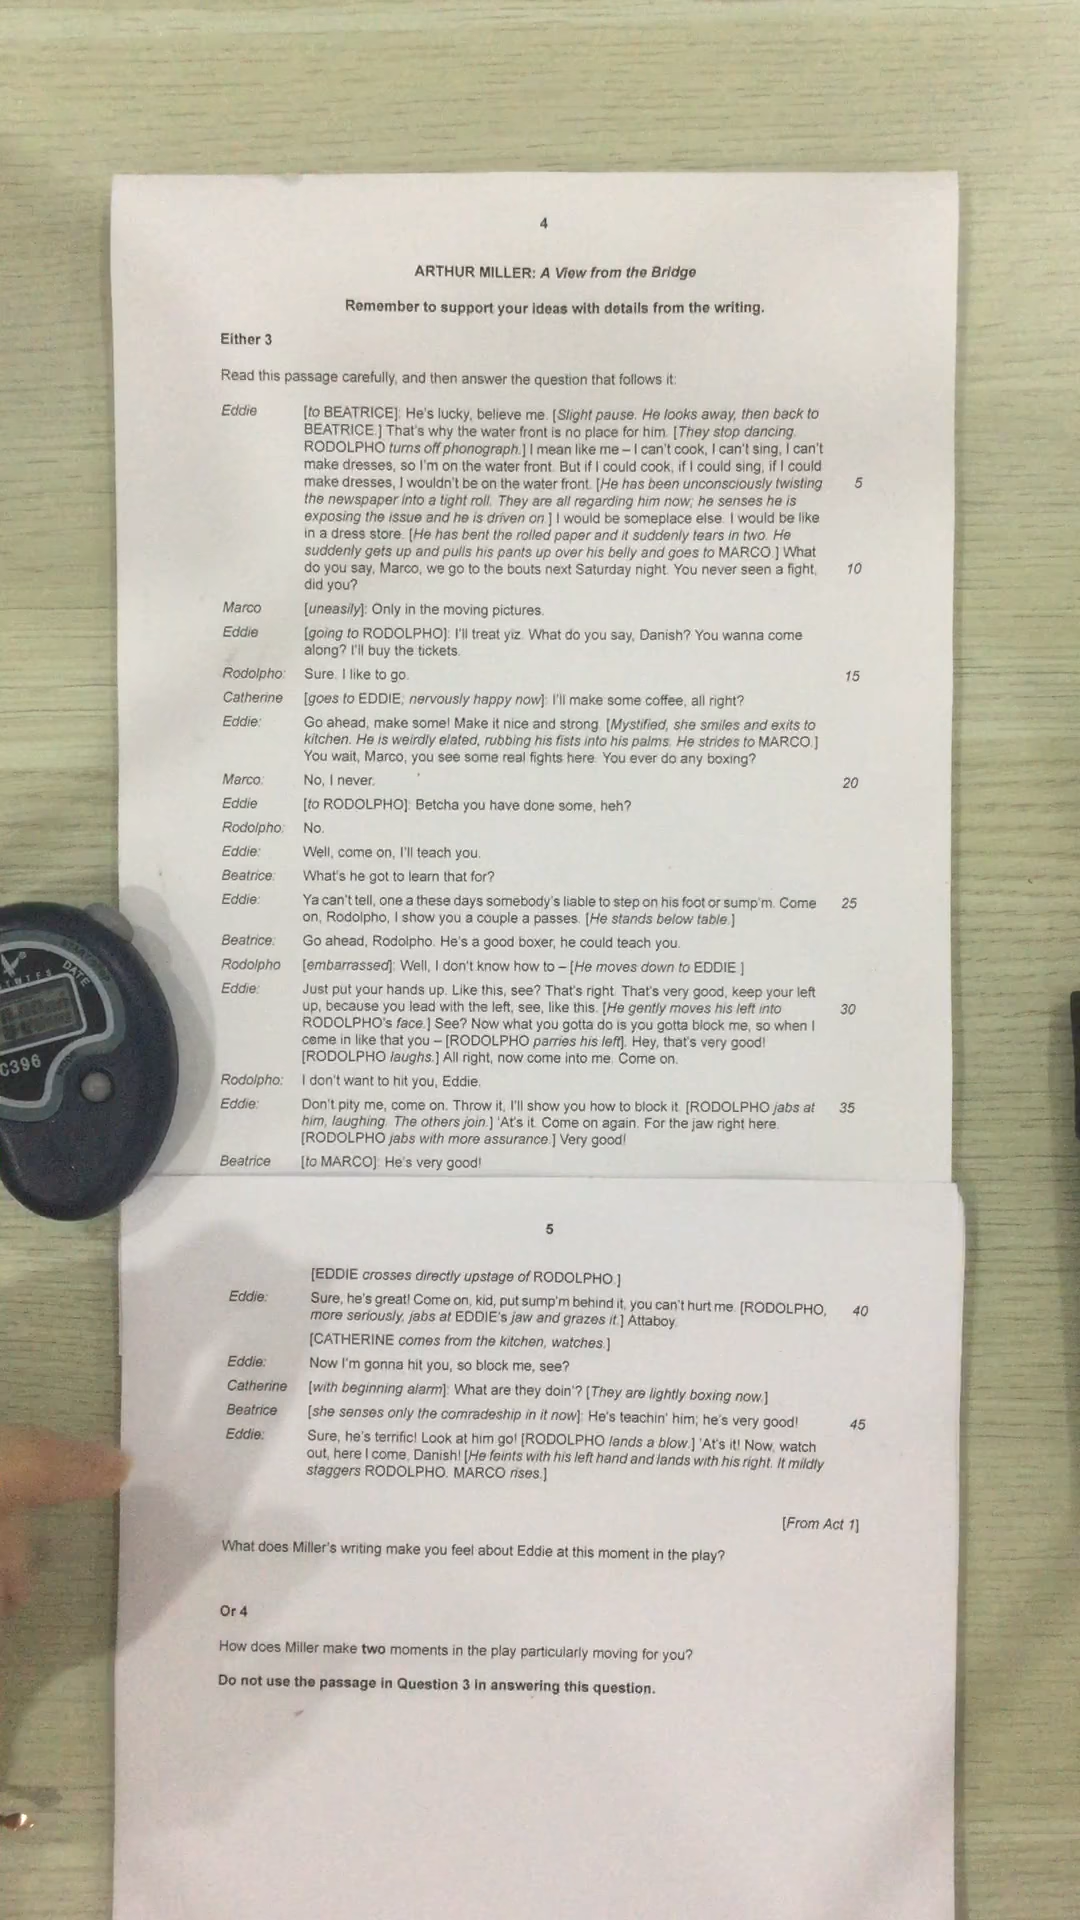 4
ARTHUR MILLER: A View from the Bridge
Remember to support your ideas with details from the writing.
Either 3
Read this passage carefully, and then answer the question that follows it:
Eddie [to BEATRICE]: He's lucky, believe me. [Slight pause. He looks away, then back to
BEATRICE.] That's why the water front is no place for him. [They stop dancing.
RODOLPHO turns off phonograph.] I mean like me – I can't cook, I can't sing, I can't
make dresses, so I'm on the water front. But if I could cook, if I could sing, if I could
make dresses, I wouldn't be on the water front. [He has been unconsciously twisting 5
the newspaper into a tight roll. They are all regarding him now; he senses he is
exposing the issue and he is driven on.] I would be someplace else. I would be like
in a dress store. [He has bent the rolled paper and it suddenly tears in two. He
suddenly gets up and pulls his pants up over his belly and goes to MARCO.] What
do you say, Marco, we go to the bouts next Saturday night. You never seen a fight, 10
did you?
Marco [uneasily]: Only in the moving pictures.
Eddie [going to RODOLPHO]: I'll treat yiz. What do you say, Danish? You wanna come
along? I'll buy the tickets.
Rodolpho: Sure. I like to go. 15
Catherine [goes to EDDIE; nervously happy now]: I'll make some coffee, all right?
Eddie: Go ahead, make some! Make it nice and strong. [Mystified, she smiles and exits to
kitchen. He is weirdly elated, rubbing his fists into his palms. He strides to MARCO.]
You wait, Marco, you see some real fights here. You ever do any boxing?
Marco: No, I never. 20
Eddie [to RODOLPHO]: Betcha you have done some, heh?
Rodolpho: No.
Eddie: Well, come on, I'll teach you.
Beatrice: What's he got to learn that for?
Eddie: Ya can't tell, one a these days somebody's liable to step on his foot or sump'm. Come 25
on, Rodolpho, I show you a couple a passes. [He stands below table.]
Beatrice: Go ahead, Rodolpho. He's a good boxer, he could teach you.
Rodolpho [embarrassed]: Well, I don't know how to – [He moves down to EDDIE.]
Eddie: Just put your hands up. Like this, see? That's right. That's very good, keep your left
up, because you lead with the left, see, like this. [He gently moves his left into 30
RODOLPHO's face.] See? Now what you gotta do is you gotta block me, so when I
come in like that you – [RODOLPHO parries his left]. Hey, that's very good!
[RODOLPHO laughs.] All right, now come into me. Come on.
Rodolpho: I don't want to hit you, Eddie.
Eddie: Don't pity me, come on. Throw it, I'll show you how to block it. [RODOLPHO jabs at 35
him, laughing. The others join.] 'At's it. Come on again. For the jaw right here.
[RODOLPHO jabs with more assurance.] Very good!
Beatrice [to MARCO]: He's very good!
5
[EDDIE crosses directly upstage of RODOLPHO.]
Eddie: Sure, he's great! Come on, kid, put sump'm behind it, you can't hurt me. [RODOLPHO, 40
more seriously, jabs at EDDIE's jaw and grazes it.] Attaboy.
[CATHERINE comes from the kitchen, watches.]
Eddie: Now I'm gonna hit you, so block me, see?
Catherine [with beginning alarm]: What are they doin'? [They are lightly boxing now.]
Beatrice [she senses only the comradeship in it now]: He's teachin' him; he's very good! 45
Eddie: Sure, he's terrific! Look at him go! [RODOLPHO lands a blow.] 'At's it! Now, watch
out, here I come, Danish! [He feints with his left hand and lands with his right. It mildly
staggers RODOLPHO. MARCO rises.]
[From Act 1]
What does Miller's writing make you feel about Eddie at this moment in the play?
Or 4
How does Miller make two moments in the play particularly moving for you?
Do not use the passage in Question 3 in answering this question.
DATE
C396